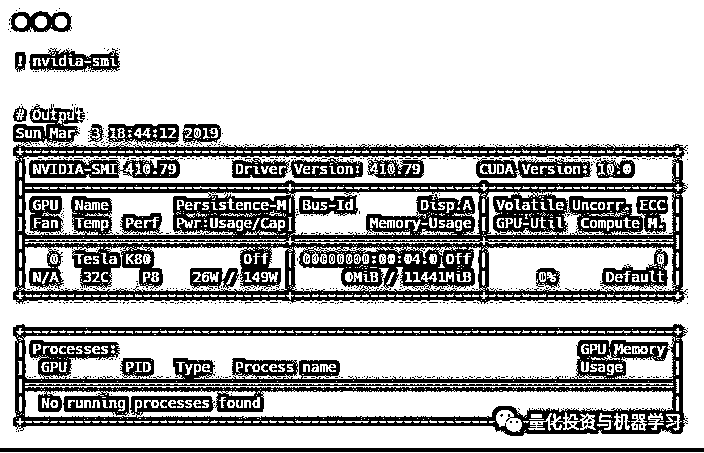 ! nvidia-smi
# Output
Sun Mar 3 18:44:12 2019
NVIDIA-SMI 410.79 Driver Version: 410.79 CUDA Version: 10.0
GPU Name Persistence-M| Bus-Id Disp.A | Volatile Uncorr. ECC
Fan Temp Perf Pwr:Usage/Cap| Memory-Usage | GPU-Util Compute M.
0 Tesla K80 Off | 00000000:00:04.0 Off | 0
N/A 32C P8 26W / 149W | 0MiB / 11441MiB | 0% Default
Processes: GPU Memory
GPU PID Type Process name Usage
No running processes found
量化投资与机器学习